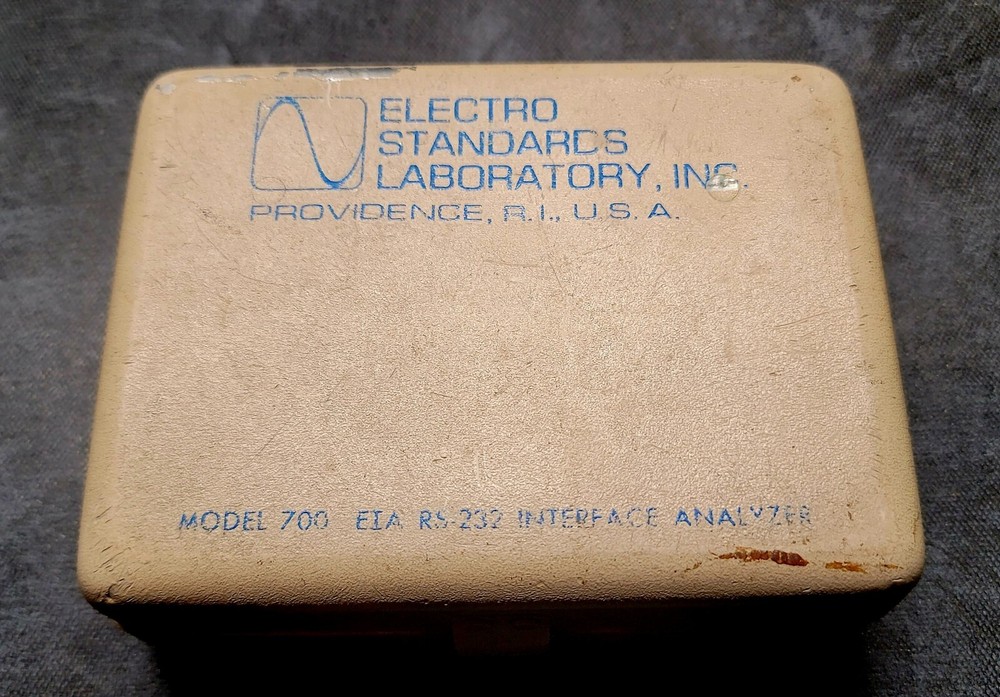 ELECTRO
STANDARDS
LABORATORY, INC.
PROVIDENCE, R.I., U.S.A.
MODEL 700 EIA RS-232 INTERFACE ANALYZER